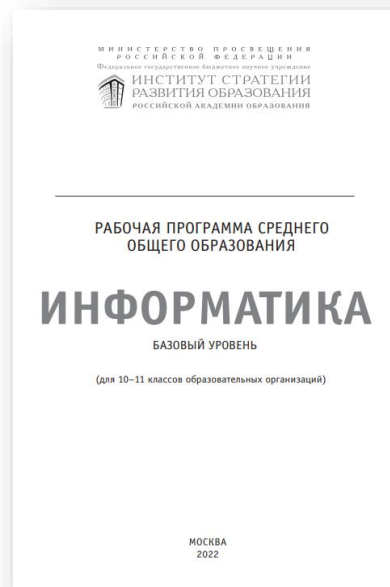 МИНИСТЕРСТВО ПРОСВЕЩЕНИЯ
РОССИЙСКОЙ ФЕДЕРАЦИИ
Федеральное государственное бюджетное научное учреждение
ИНСТИТУТ СТРАТЕГИИ
РАЗВИТИЯ ОБРАЗОВАНИЯ
РОССИЙСКОЙ АКАДЕМИИ ОБРАЗОВАНИЯ
РАБОЧАЯ ПРОГРАММА СРЕДНЕГО
ОБЩЕГО ОБРАЗОВАНИЯ
ИНФОРМАТИКА
БАЗОВЫЙ УРОВЕНЬ
(для 10–11 классов образовательных организаций)
МОСКВА
2022